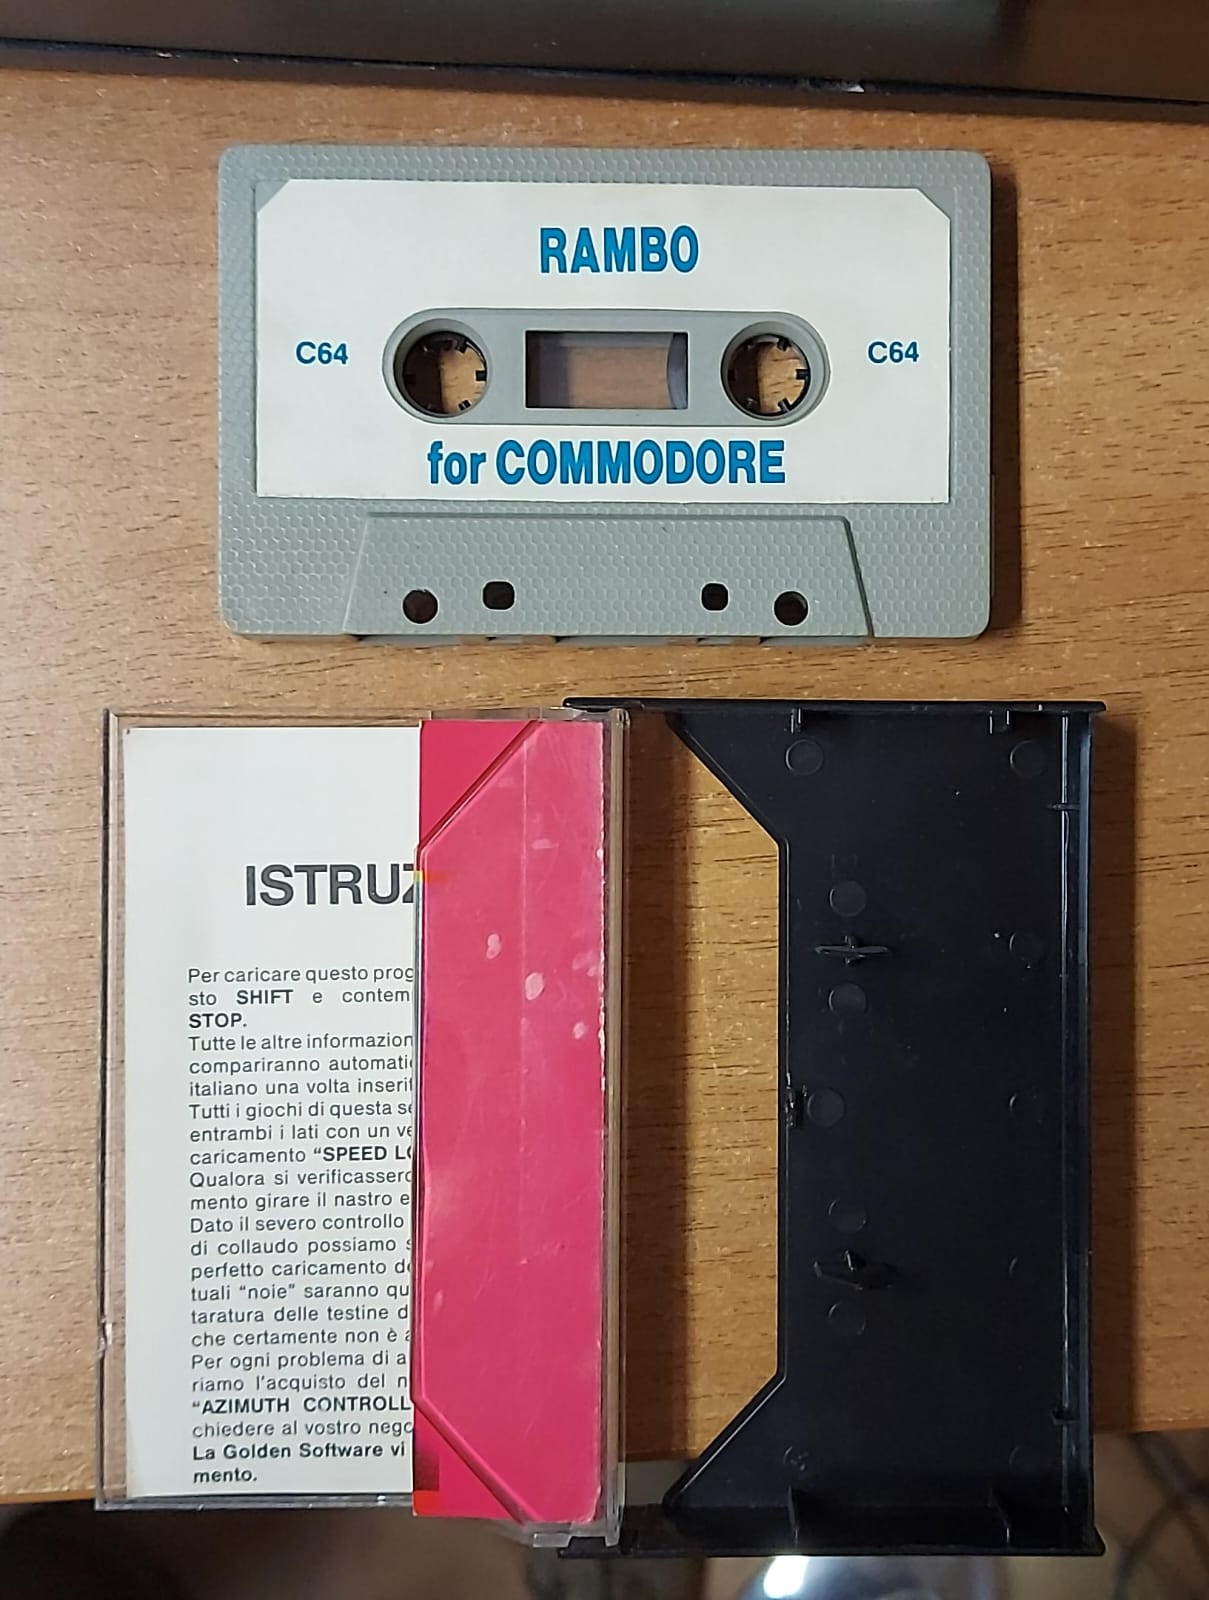 RAMBO
C64
C64
for COMMODORE
ISTRUZ
Per caricare questo prog
sto SHIFT e contem
STOP.
Tutte le altre informazion
compariranno automati
italiano una volta inserit
Tutti i giochi di questa se
entrambi i lati con un ve
caricamento “SPEED LO
Qualora si verificasserc
mento girare il nastro e
Dato il severo controllo
di collaudo possiamo s
perfetto caricamento de
tuali “noie” saranno qu
taratura delle testine d
che certamente non è a
Per ogni problema di a
riamo l’acquisto del n
“AZIMUTH CONTROLL
chiedere al vostro nego
La Golden Software vi
mento.